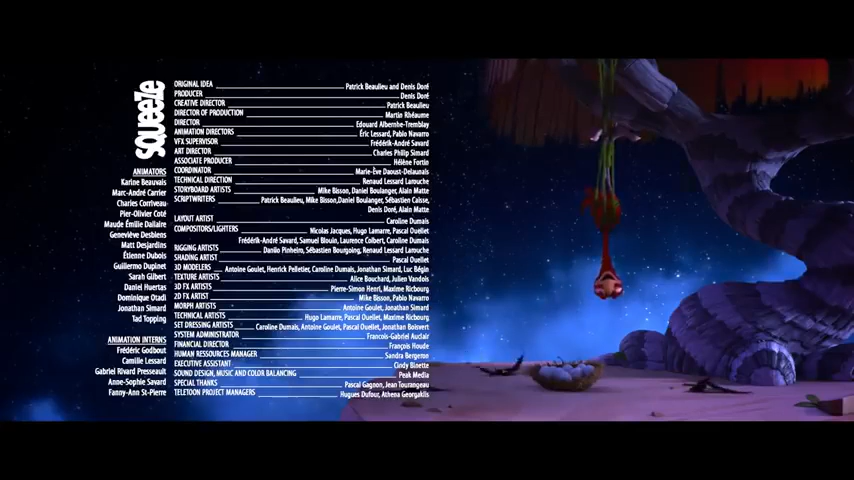 SQUEEZE
ANIMATORS
Karine Beauvais
Marc-André Carrier
Charles Corriveau
Pier-Olivier Coté
Maude Émilie Dallaire
Geneviève Desbiens
Matt Desjardins
Étienne Dubois
Guillermo Dupinet
Sarah Gilbert
Daniel Huertas
Dominique Otadi
Jonathan Simard
Tad Topping
ANIMATION INTERNS
Frédéric Godbout
Camille Lessard
Gabriel Rivard Presseault
Anne-Sophie Savard
Fanny-Ann St-Pierre
ORIGINAL IDEA Patrick Beaulieu and Denis Doré
PRODUCER Denis Doré
CREATIVE DIRECTOR Patrick Beaulieu
DIRECTOR OF PRODUCTION Martin Rhéaume
DIRECTOR Edouard Albernhe-Tremblay
ANIMATION DIRECTORS Éric Lessard, Pablo Navarro
VFX SUPERVISOR Frédérik-André Savard
ART DIRECTOR Charles Philip Simard
ASSOCIATE PRODUCER Hélène Fortin
COORDINATOR Marie-Ève Daoust-Delaunais
TECHNICAL DIRECTION Renaud Lessard Larouche
STORYBOARD ARTISTS Mike Bisson, Daniel Boulanger, Alain Matte
SCRIPTWRITERS Patrick Beaulieu, Mike Bisson,Daniel Boulanger, Sébastien Caisse,
Denis Doré, Alain Matte
LAYOUT ARTIST Caroline Dumais
COMPOSITORS/LIGHTERS Nicolas Jacques, Hugo Lamarre, Pascal Ouellet
Frédérik-André Savard, Samuel Blouin, Laurence Colbert, Caroline Dumais
RIGGING ARTISTS Danilo Pinheiro, Sébastien Bourgoing, Renaud Lessard Larouche
SHADING ARTIST Pascal Ouellet
3D MODELERS Antoine Goulet, Henrick Pelletier, Caroline Dumais, Jonathan Simard, Luc Bégin
TEXTURE ARTISTS Alice Bouchard, Julien Vandois
3D FX ARTISTS Pierre-Simon Henri, Maxime Ricbourg
2D FX ARTIST Mike Bisson, Pablo Navarro
MORPH ARTISTS Antoine Goulet, Jonathan Simard
TECHNICAL ARTISTS Hugo Lamarre, Pascal Ouellet, Maxime Ricbourg
SET DRESSING ARTISTS Caroline Dumais, Antoine Goulet, Pascal Ouellet, Jonathan Boisvert
SYSTEM ADMINISTRATOR Francois-Gabriel Auclair
FINANCIAL DIRECTOR François Houde
HUMAN RESSOURCES MANAGER Sandra Bergeron
EXECUTIVE ASSISTANT Cindy Binette
SOUND DESIGN, MUSIC AND COLOR BALANCING Peak Media
SPECIAL THANKS Pascal Gagnon, Jean Tourangeau
TELETOON PROJECT MANAGERS Hugues Dufour, Athena Georgaklis